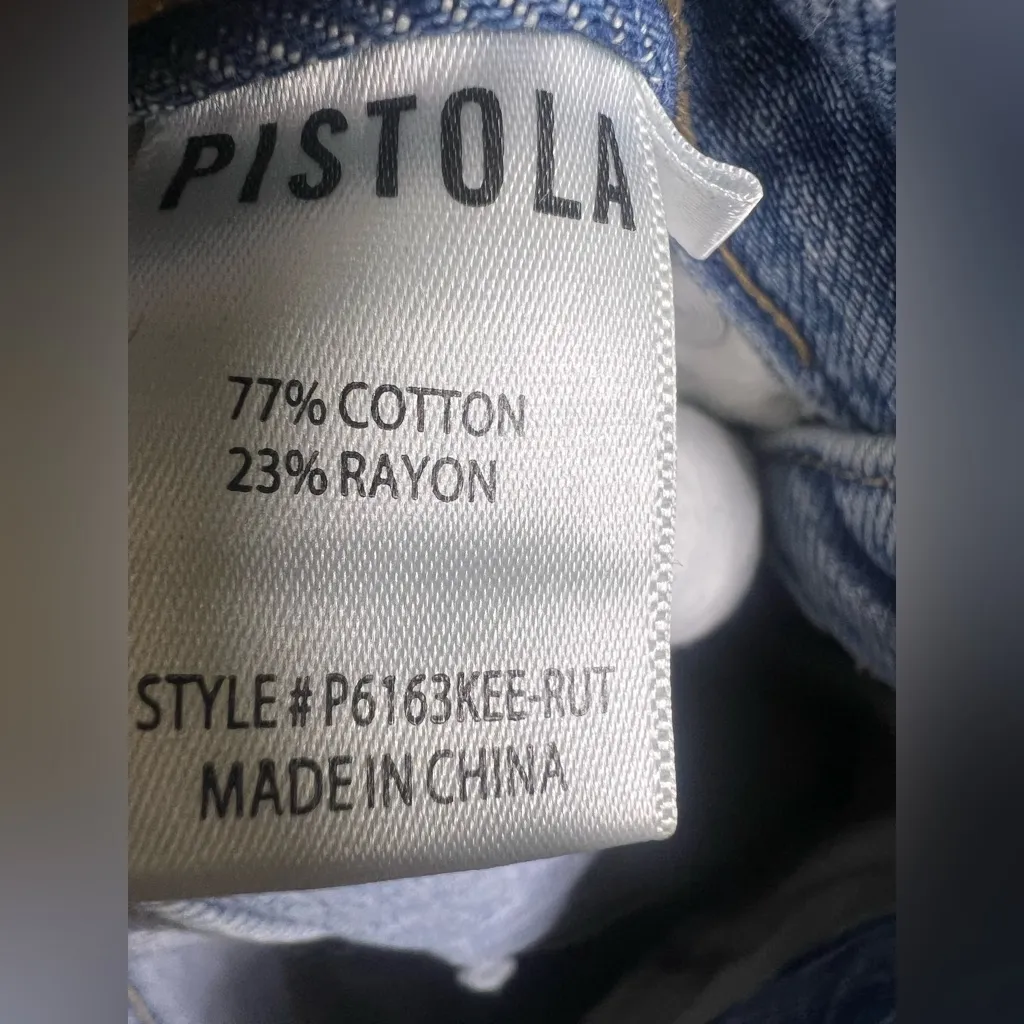 PISTOLA
77% COTTON
23% RAYON
STYLE # P6163KEE-RUT
MADE IN CHINA